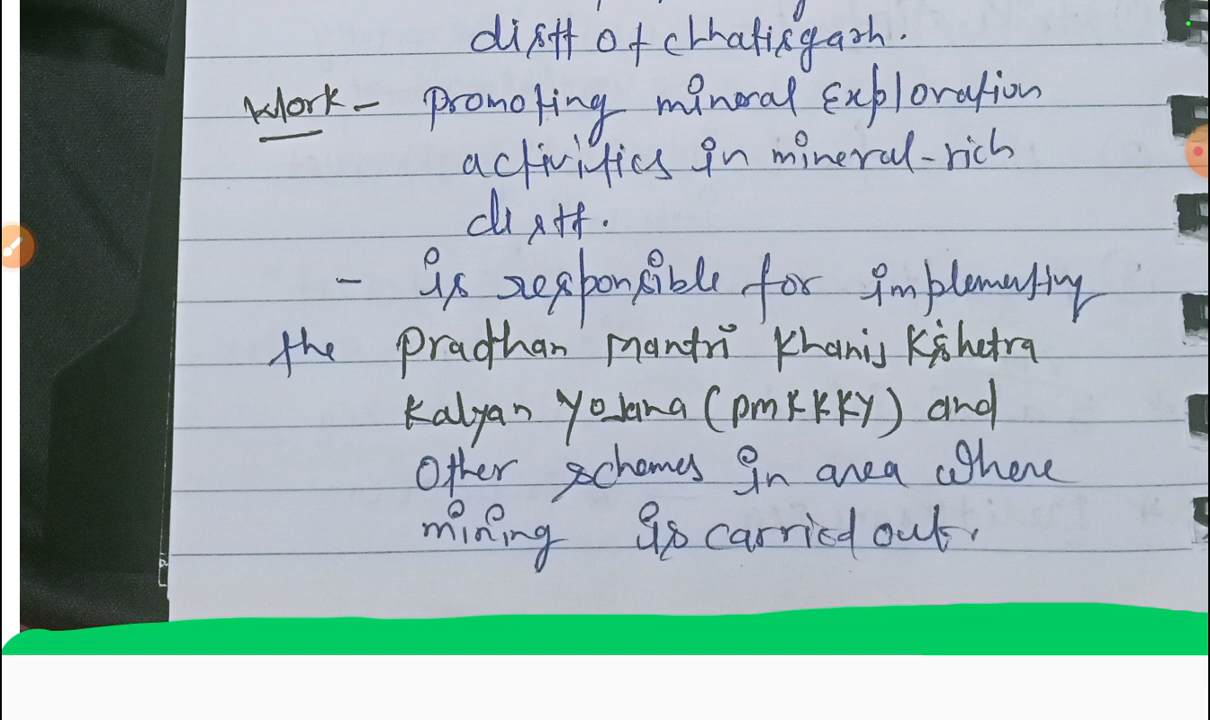 distt of Chhatisgarh.
Work - promoting mineral Exploration
activities in mineral-rich
distt.
- is responsible for implementing
the Pradhan Mantri Khanij Kshetra
Kalyan Yojana (PMKKKY) and
Other schemes in area where
mining is carried out.